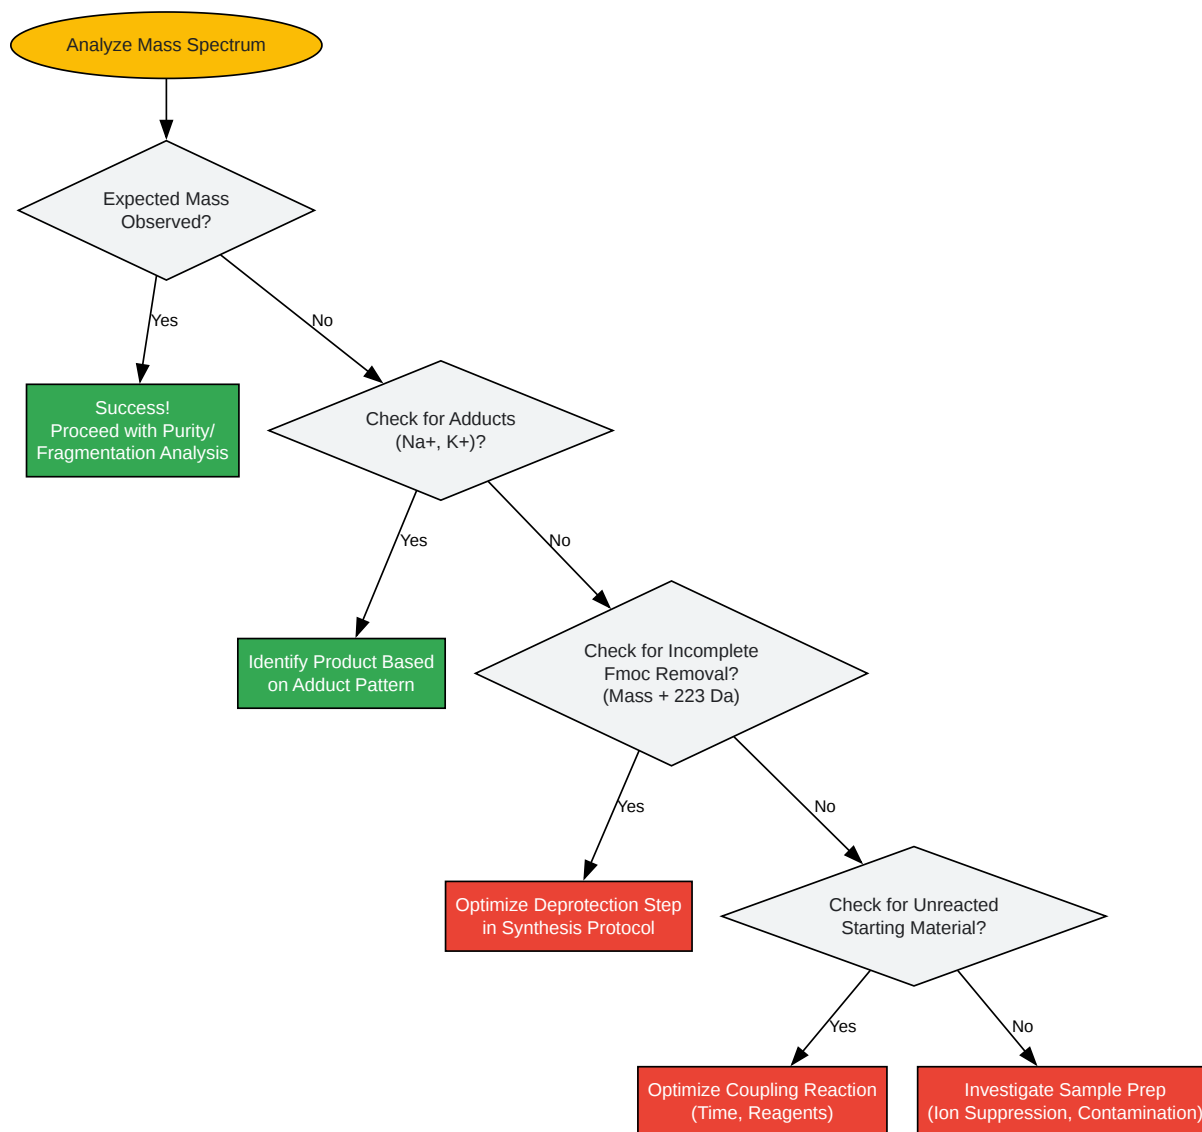 Analyze Mass Spectrum
Expected Mass
Observed?
Yes
No
Success!
Proceed with Purity/
Fragmentation Analysis
Check for Adducts
(Na+, K+)?
Yes
No
Identify Product Based
on Adduct Pattern
Check for Incomplete
Fmoc Removal?
(Mass + 223 Da)
Yes
No
Optimize Deprotection Step
in Synthesis Protocol
Check for Unreacted
Starting Material?
Yes
No
Optimize Coupling Reaction
(Time, Reagents)
Investigate Sample Prep
(Ion Suppression, Contamination)